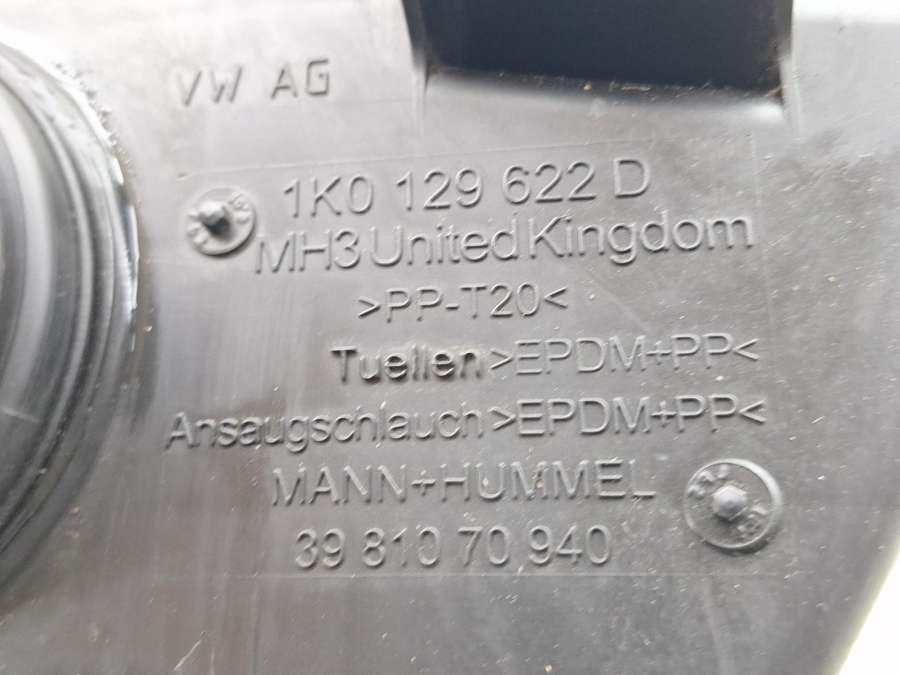 VW AG
1K0 129 622 D
MH3 United Kingdom
>PP-T20<
Tuellen >EPDM+PP<
Ansaugschlauch >EPDM+PP<
MANN+HUMMEL
39 810 70 940